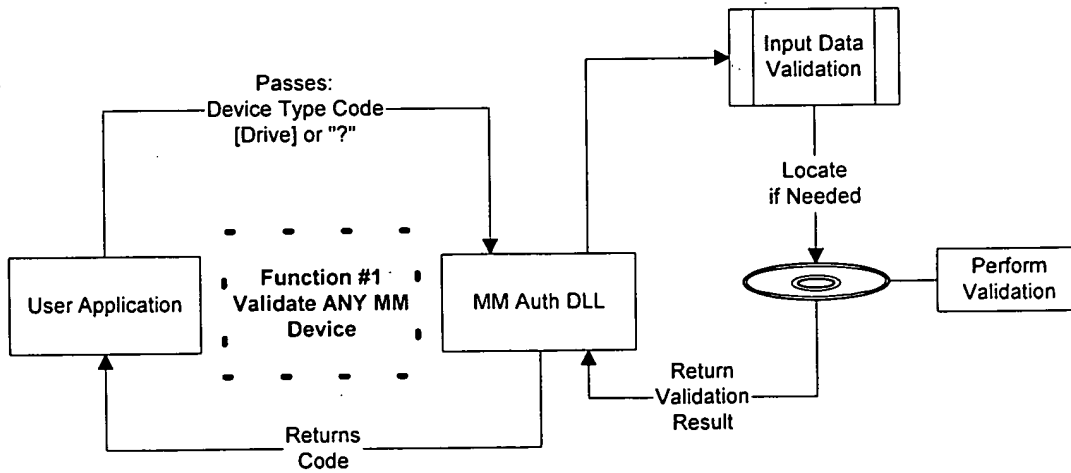 Input Data
Validation
Passes:
Device Type Code
[Drive] or "?"
Locate
if Needed
User Application
Function #1
Validate ANY MM
Device
MM Auth DLL
Perform
Validation
Return
Validation
Result
Returns
Code